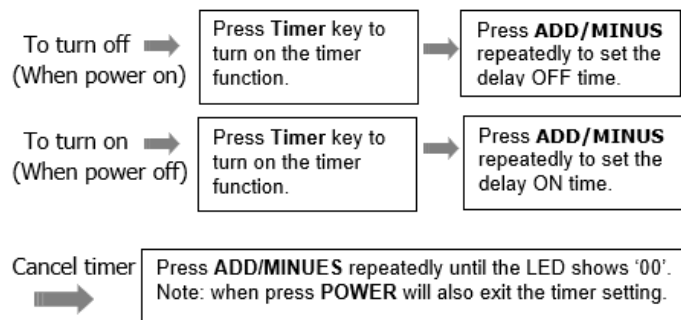 To turn off
(When power on)
Press Timer key to
turn on the timer
function.
Press ADD/MINUS
repeatedly to set the
delay OFF time.
To turn on
(When power off)
Press Timer key to
turn on the timer
function.
Press ADD/MINUS
repeatedly to set the
delay ON time.
Cancel timer
Press ADD/MINUES repeatedly until the LED shows ‘00’.
Note: when press POWER will also exit the timer setting.